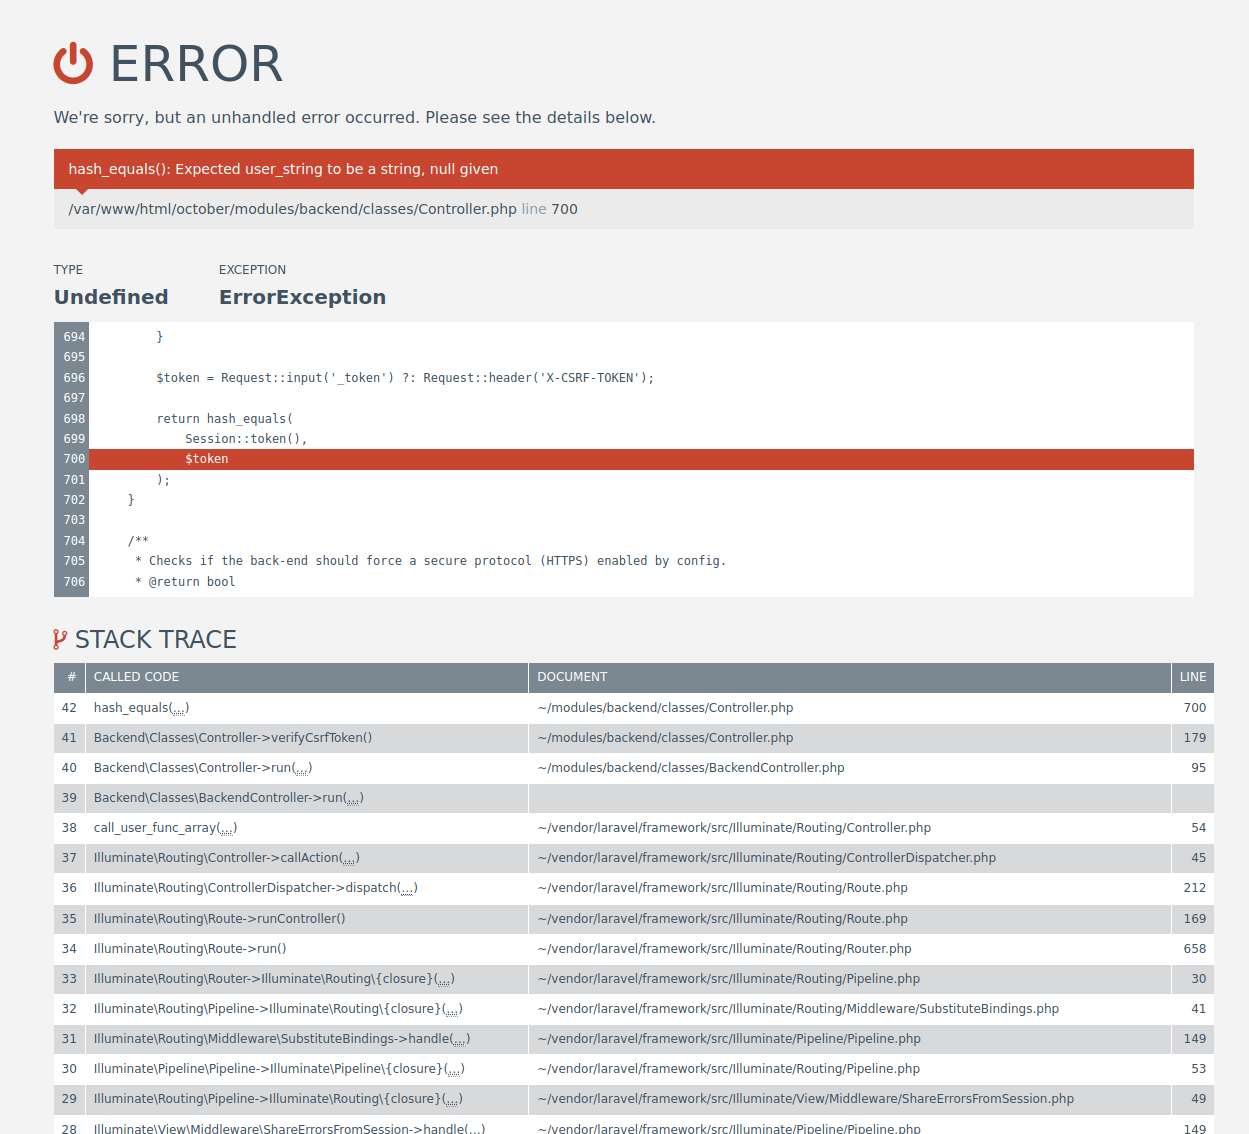 ERROR
We're sorry, but an unhandled error occurred. Please see the details below.
hash_equals(): Expected user_string to be a string, null given
/var/www/html/october/modules/backend/classes/Controller.php line 700
TYPE EXCEPTION
Undefined ErrorException
694 }
695
696 $token = Request::input('_token') ?: Request::header('X-CSRF-TOKEN');
697
698 return hash_equals(
699 Session::token(),
700 $token
701 );
702 }
703
704 /**
705 * Checks if the back-end should force a secure protocol (HTTPS) enabled by config.
706 * @return bool
STACK TRACE
# CALLED CODE DOCUMENT LINE
42 hash_equals(...) ~/modules/backend/classes/Controller.php 700
41 Backend\Classes\Controller->verifyCsrfToken() ~/modules/backend/classes/Controller.php 179
40 Backend\Classes\Controller->run(...) ~/modules/backend/classes/BackendController.php 95
39 Backend\Classes\BackendController->run(...)
38 call_user_func_array(...) ~/vendor/laravel/framework/src/Illuminate/Routing/Controller.php 54
37 Illuminate\Routing\Controller->callAction(...) ~/vendor/laravel/framework/src/Illuminate/Routing/ControllerDispatcher.php 45
36 Illuminate\Routing\ControllerDispatcher->dispatch(...) ~/vendor/laravel/framework/src/Illuminate/Routing/Route.php 212
35 Illuminate\Routing\Route->runController() ~/vendor/laravel/framework/src/Illuminate/Routing/Route.php 169
34 Illuminate\Routing\Route->run() ~/vendor/laravel/framework/src/Illuminate/Routing/Router.php 658
33 Illuminate\Routing\Router->Illuminate\Routing\{closure}(...) ~/vendor/laravel/framework/src/Illuminate/Routing/Pipeline.php 30
32 Illuminate\Routing\Pipeline->Illuminate\Routing\{closure}(...) ~/vendor/laravel/framework/src/Illuminate/Routing/Middleware/SubstituteBindings.php 41
31 Illuminate\Routing\Middleware\SubstituteBindings->handle(...) ~/vendor/laravel/framework/src/Illuminate/Pipeline/Pipeline.php 149
30 Illuminate\Pipeline\Pipeline->Illuminate\Pipeline\{closure}(...) ~/vendor/laravel/framework/src/Illuminate/Routing/Pipeline.php 53
29 Illuminate\Routing\Pipeline->Illuminate\Routing\{closure}(...) ~/vendor/laravel/framework/src/Illuminate/View/Middleware/ShareErrorsFromSession.php 49
28 Illuminate\View\Middleware\ShareErrorsFromSession->handle(...) ~/vendor/laravel/framework/src/Illuminate/Pipeline/Pipeline.php 149